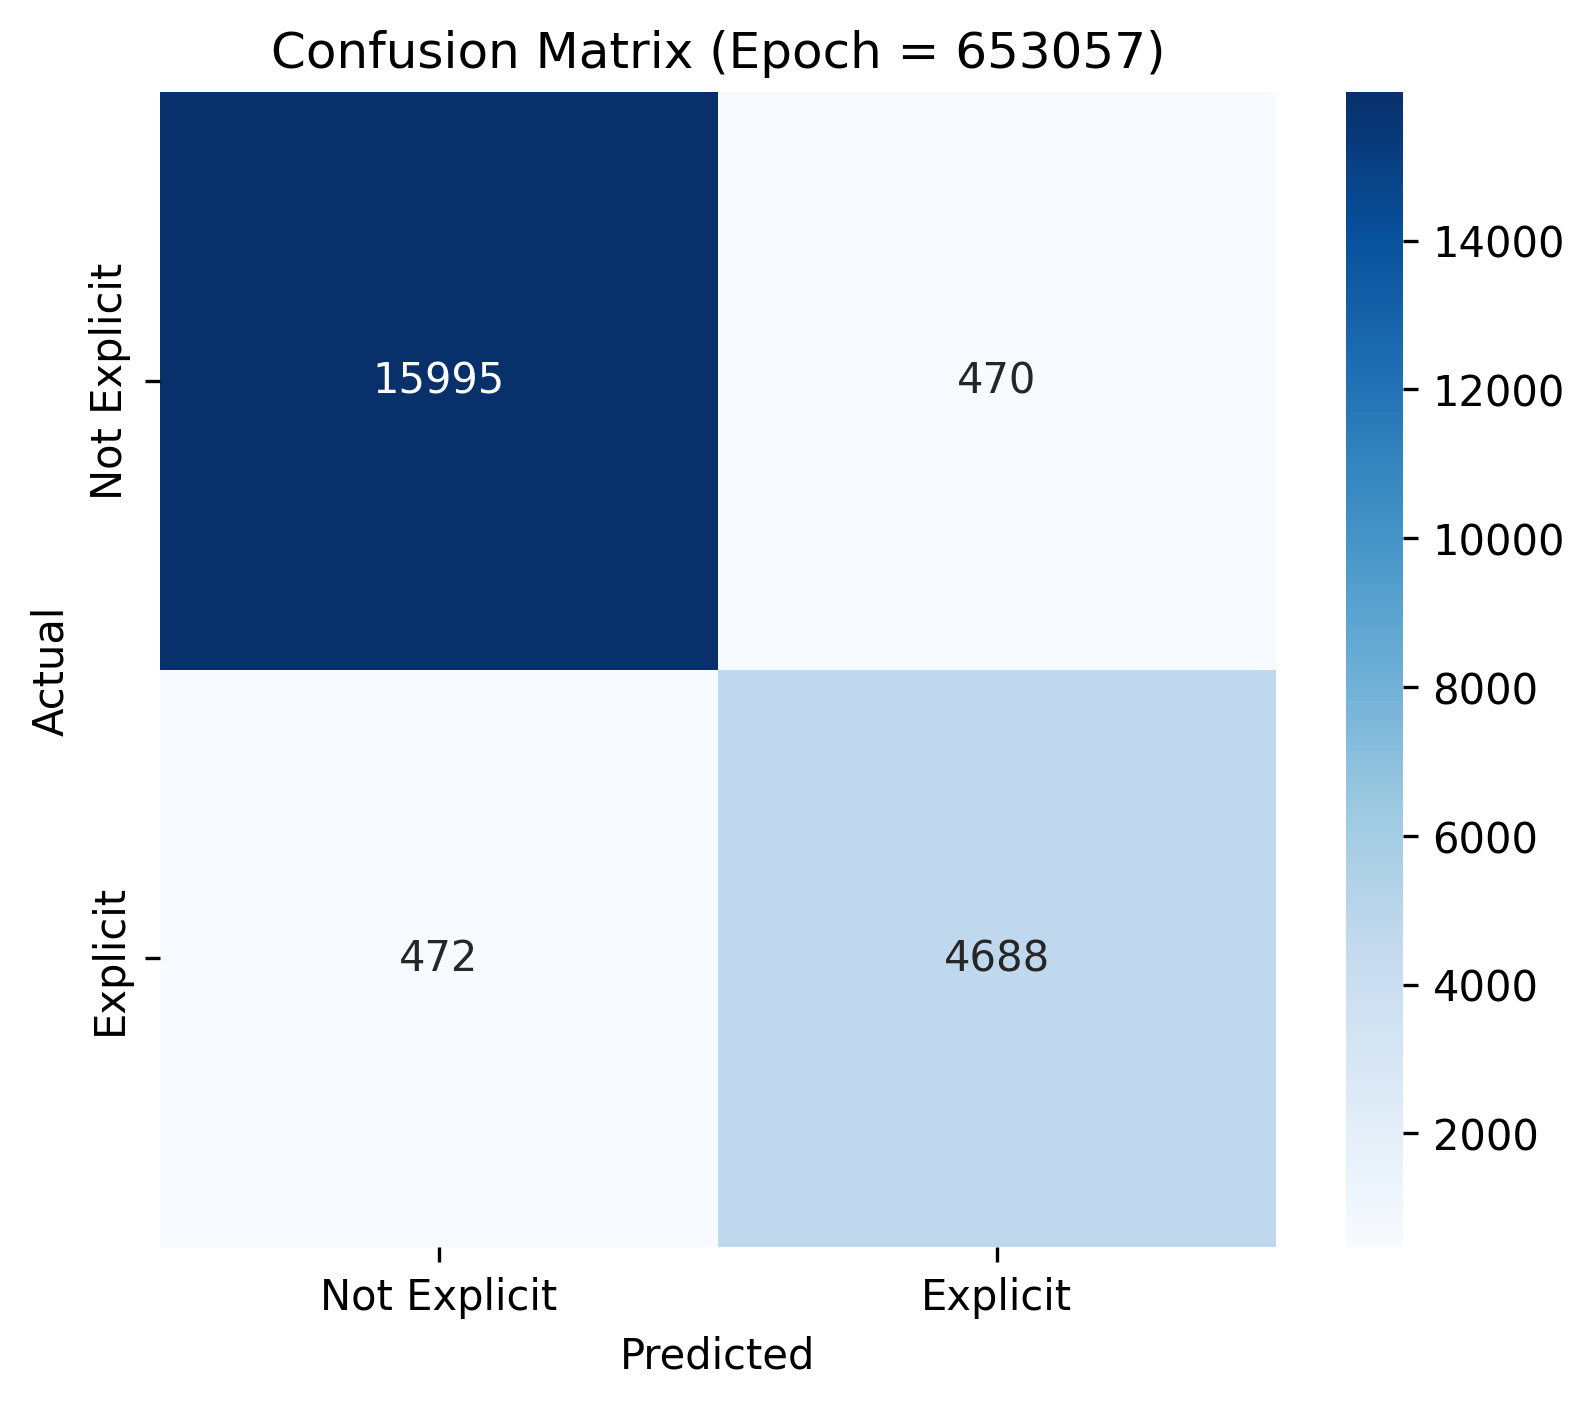 Confusion Matrix (Epoch = 653057)
Actual
Not Explicit
15995
470
Explicit
472
4688
Not Explicit
Explicit
Predicted
14000
12000
10000
8000
6000
4000
2000